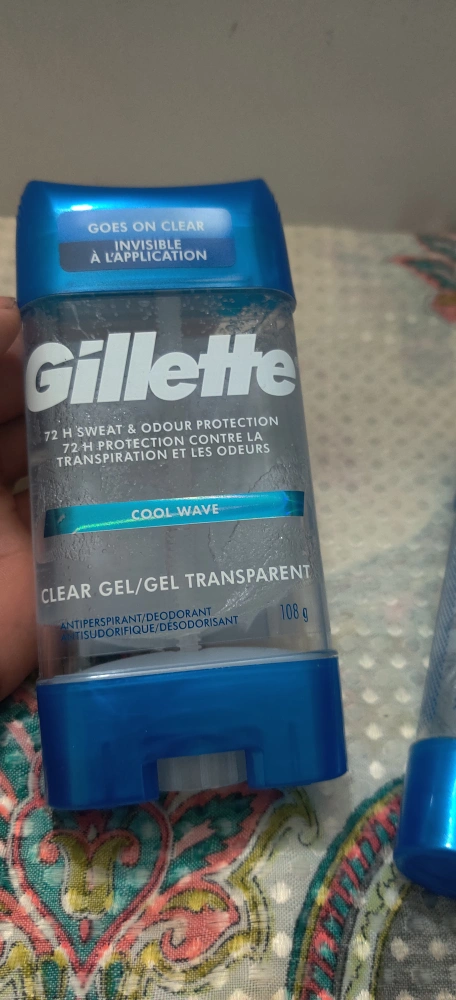 GOES ON CLEAR
INVISIBLE
À L'APPLICATION
Gillette
72 H SWEAT & ODOUR PROTECTION
72 H PROTECTION CONTRE LA
TRANSPIRATION ET LES ODEURS
COOL WAVE
CLEAR GEL/GEL TRANSPARENT
ANTIPERSPIRANT/DEODORANT
ANTISUDORIFIQUE/DÉSODORISANT
108 g